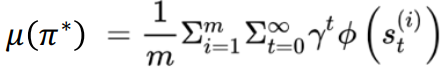 μ(π*) = 1/m Σ_{i=1}^{m} Σ_{t=0}^{∞} γ^t ϕ(s_t^{(i)})